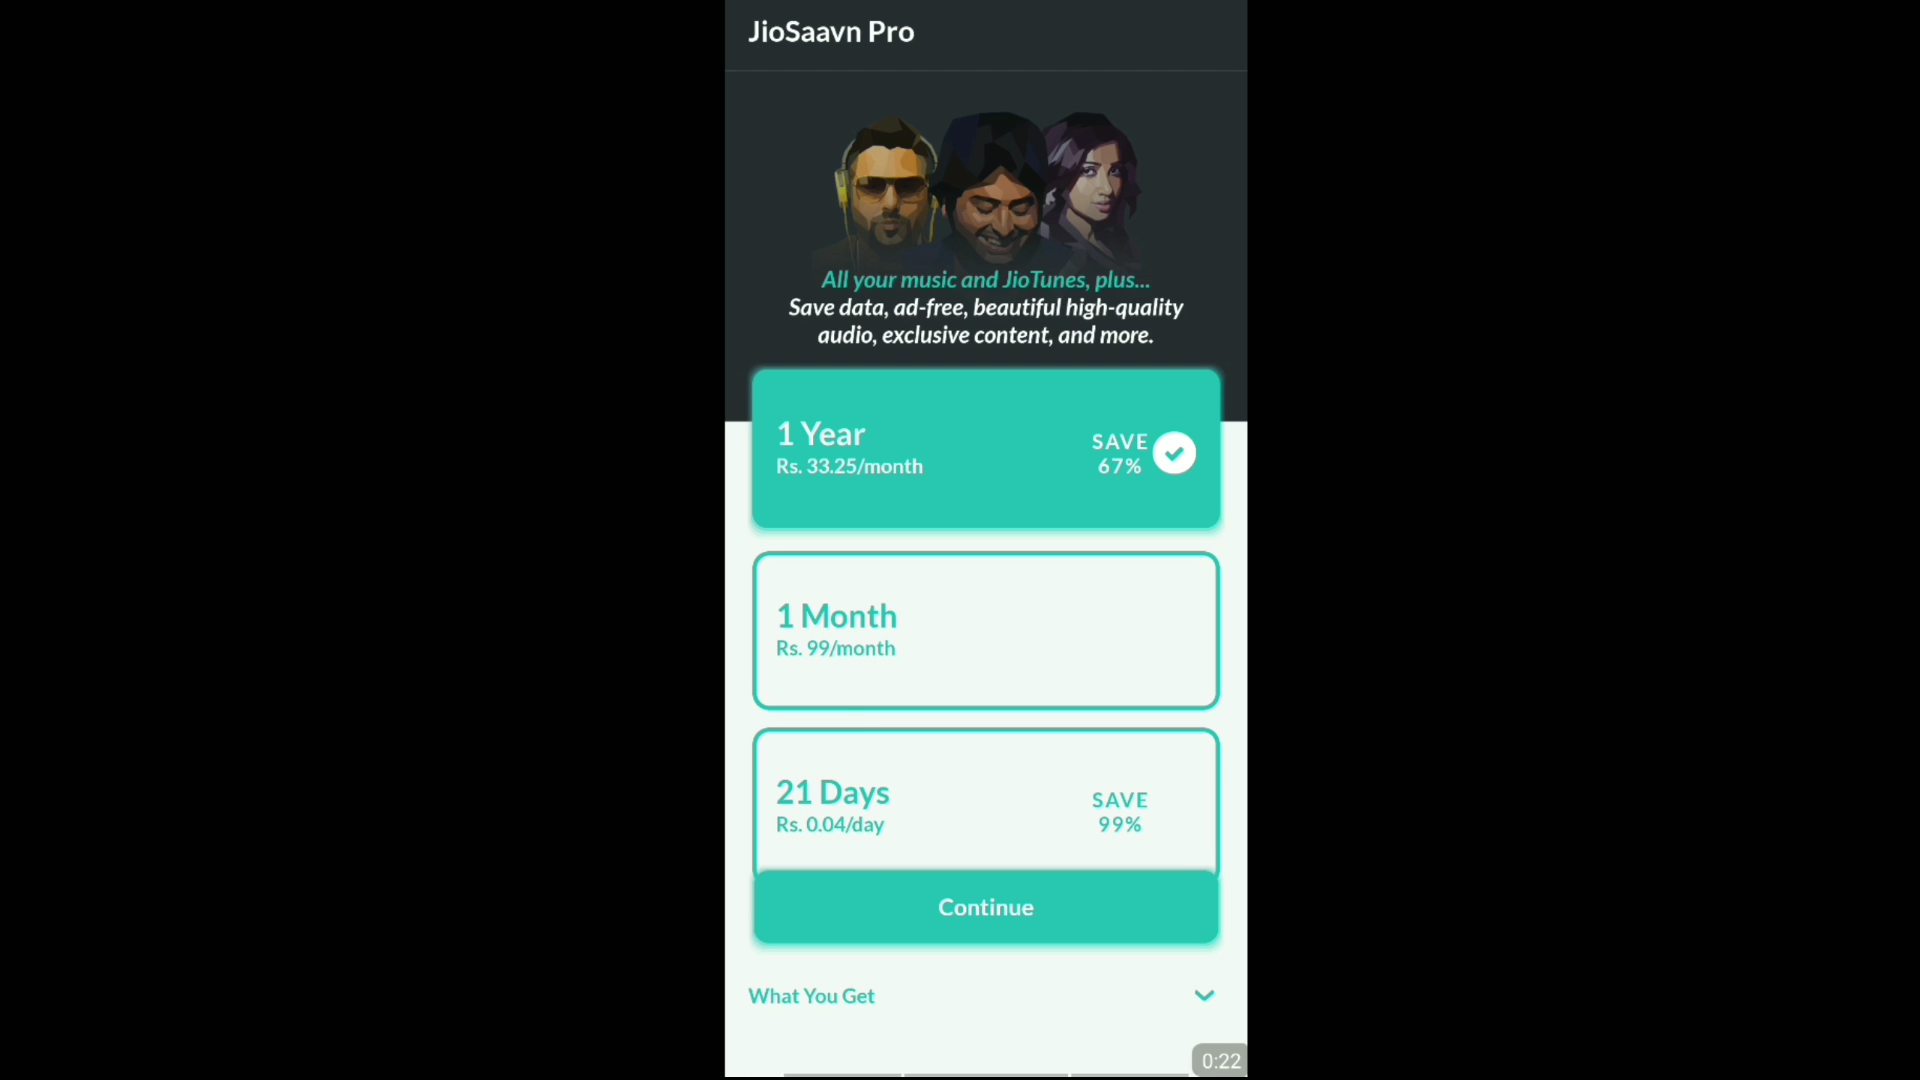 JioSaavn Pro
All your music and JioTunes, plus...
Save data, ad-free, beautiful high-quality
audio, exclusive content, and more.
1 Year
Rs. 33.25/month
SAVE
67%
1 Month
Rs. 99/month
21 Days
Rs. 0.04/day
SAVE
99%
Continue
What You Get
0:22